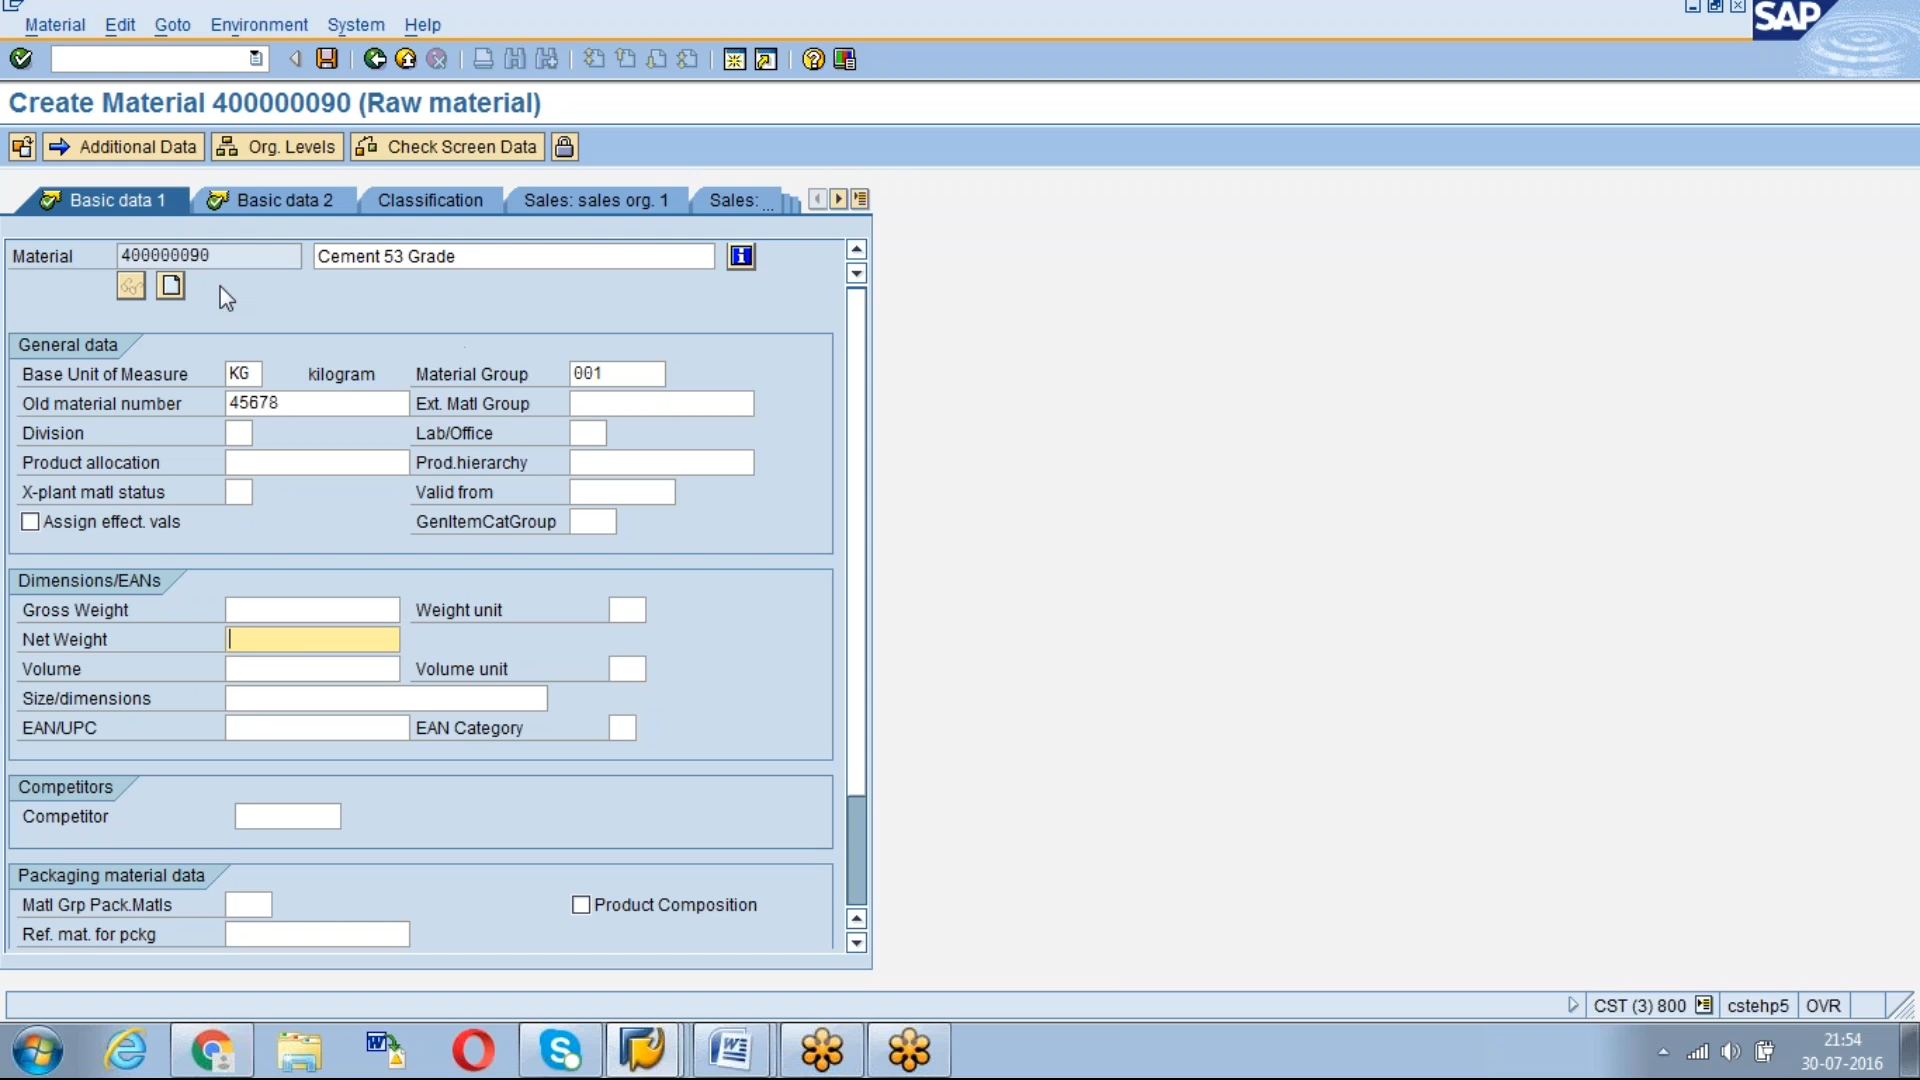 Material Edit Goto Environment System Help
SAP
Create Material 400000090 (Raw material)
Additional Data Org. Levels Check Screen Data
Basic data 1 Basic data 2 Classification Sales: sales org. 1 Sales: ...
Material 400000090 Cement 53 Grade
General data
Base Unit of Measure KG kilogram Material Group 001
Old material number 45678 Ext. Matl Group
Division Lab/Office
Product allocation Prod.hierarchy
X-plant matl status Valid from
Assign effect. vals GenItemCatGroup
Dimensions/EANs
Gross Weight Weight unit
Net Weight
Volume Volume unit
Size/dimensions
EAN/UPC EAN Category
Competitors
Competitor
Packaging material data
Matl Grp Pack.Matls Product Composition
Ref. mat. for pckg
CST (3) 800 cstehp5 OVR
21:54
30-07-2016